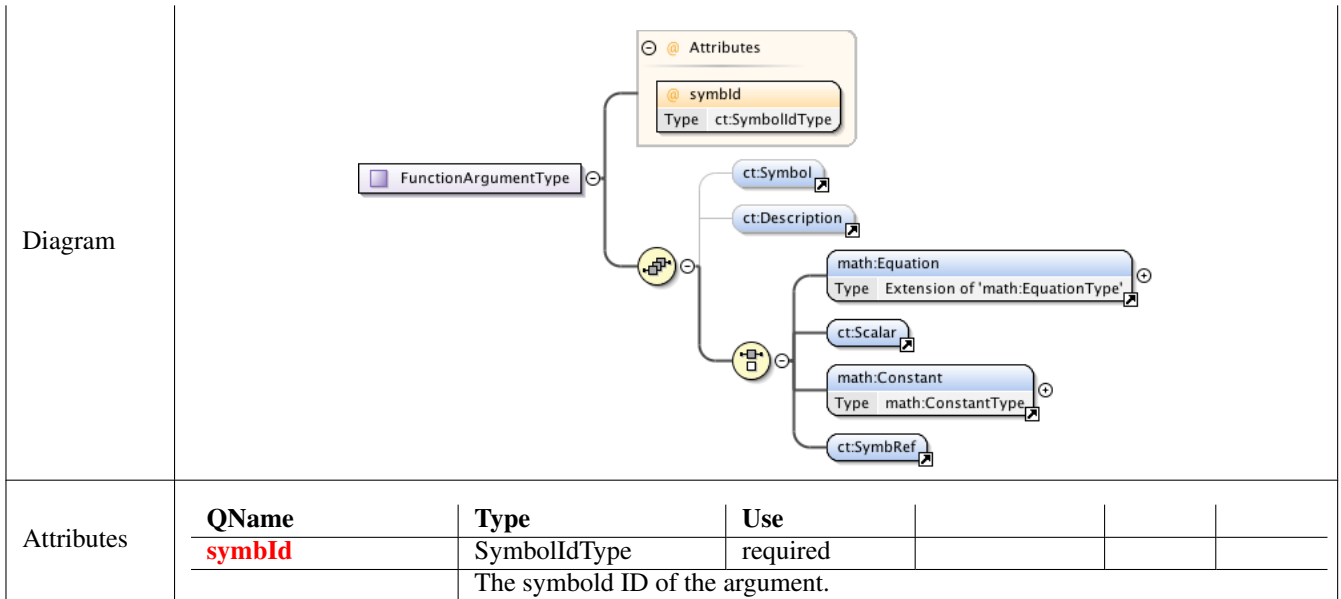 Diagram
@ Attributes
@ symbId
Type ct:SymbolIdType
FunctionArgumentType
ct:Symbol
ct:Description
math:Equation
Type Extension of 'math:EquationType'
ct:Scalar
math:Constant
Type math:ConstantType
ct:SymbRef
Attributes
QName Type Use
symbId SymbolIdType required
The symbold ID of the argument.